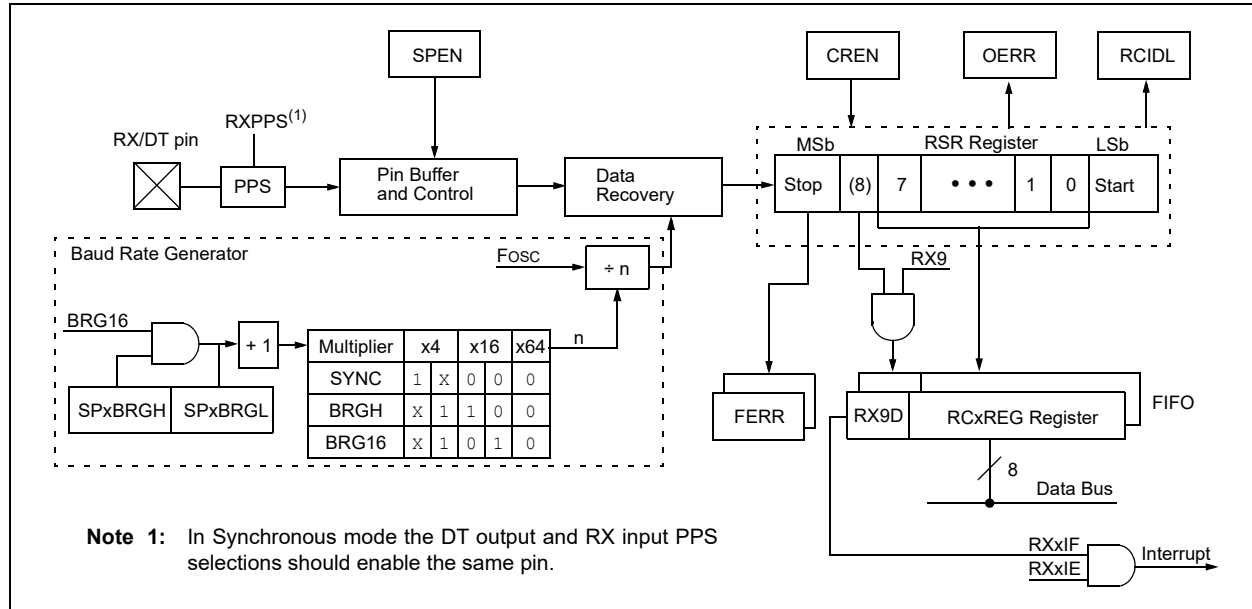 SPEN
CREN
OERR
RCIDL
RXPPS(1)
RX/DT pin
PPS
Pin Buffer
and Control
Data
Recovery
MSb
RSR Register
LSb
Stop (8) 7 • • • 1 0 Start
Baud Rate Generator
FOSC
÷ n
RX9
BRG16
+ 1
n
Multiplier x4 x16 x64
SYNC 1 X 0 0 0
BRGH X 1 1 0 0
BRG16 X 1 0 1 0
SPxBRGH SPxBRGL
FERR
RX9D
RCxREG Register
FIFO
8
Data Bus
Note 1: In Synchronous mode the DT output and RX input PPS
selections should enable the same pin.
RXxIF
RXxIE
Interrupt